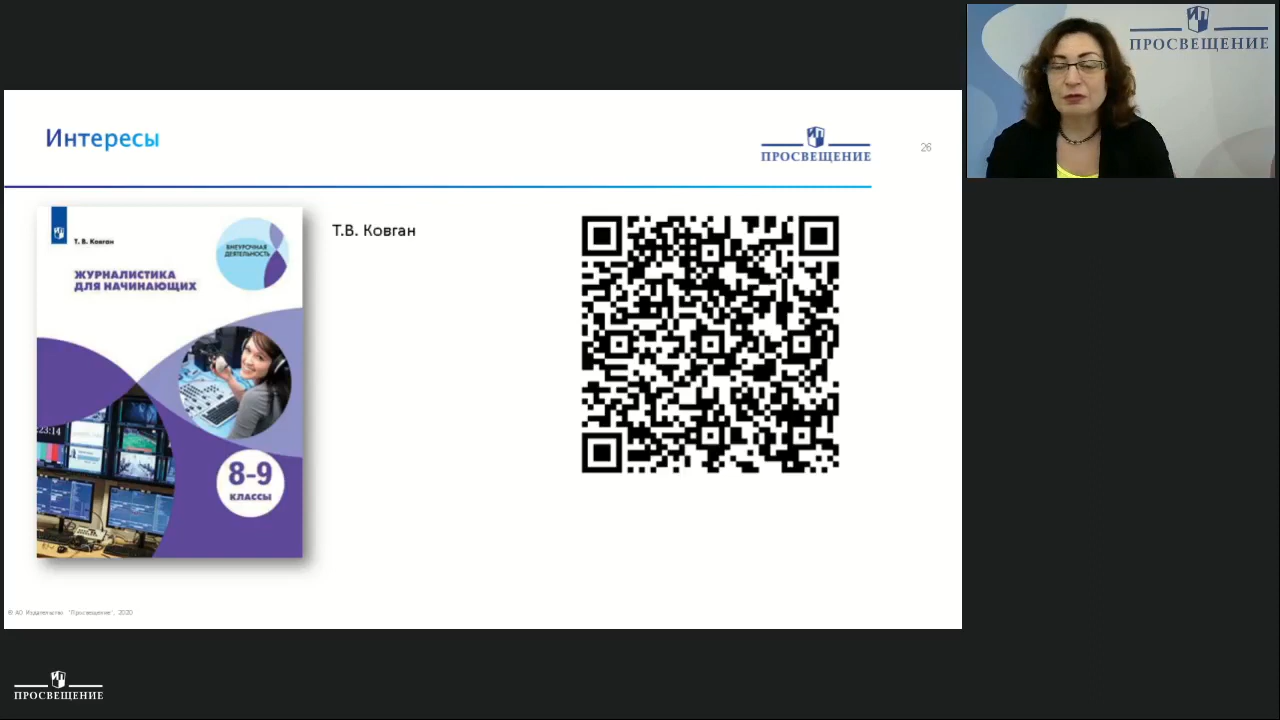 Интересы
ПРОСВЕЩЕНИЕ
26
Т. В. Ковган
ВНЕУРОЧНАЯ
ДЕЯТЕЛЬНОСТЬ
ЖУРНАЛИСТИКА
ДЛЯ НАЧИНАЮЩИХ
23:14
8-9
КЛАССЫ
Т.В. Ковган
© АО Издательство "Просвещение", 2020
ПРОСВЕЩЕНИЕ
ПРОСВЕЩЕНИЕ